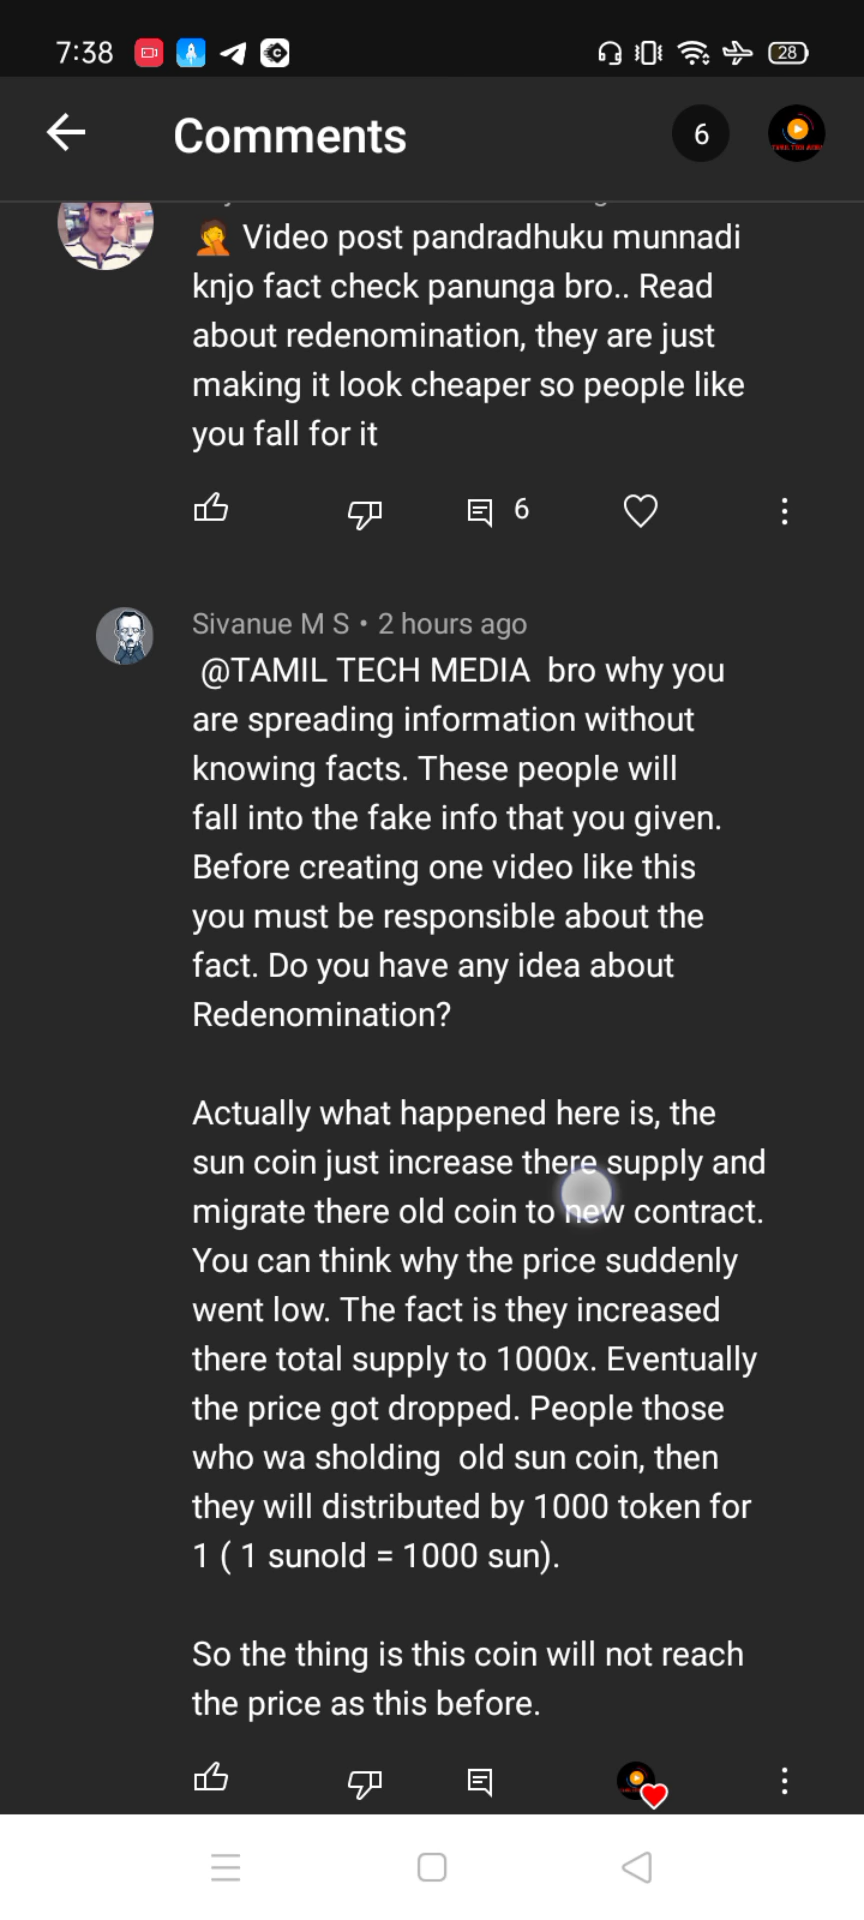 7:38
28
Comments
6
🤦 Video post pandradhuku munnadi
knjo fact check panunga bro.. Read
about redenomination, they are just
making it look cheaper so people like
you fall for it
6
Sivanue M S • 2 hours ago
@TAMIL TECH MEDIA bro why you
are spreading information without
knowing facts. These people will
fall into the fake info that you given.
Before creating one video like this
you must be responsible about the
fact. Do you have any idea about
Redenomination?
Actually what happened here is, the
sun coin just increase there supply and
migrate there old coin to new contract.
You can think why the price suddenly
went low. The fact is they increased
there total supply to 1000x. Eventually
the price got dropped. People those
who wa sholding old sun coin, then
they will distributed by 1000 token for
1 ( 1 sunold = 1000 sun).
So the thing is this coin will not reach
the price as this before.